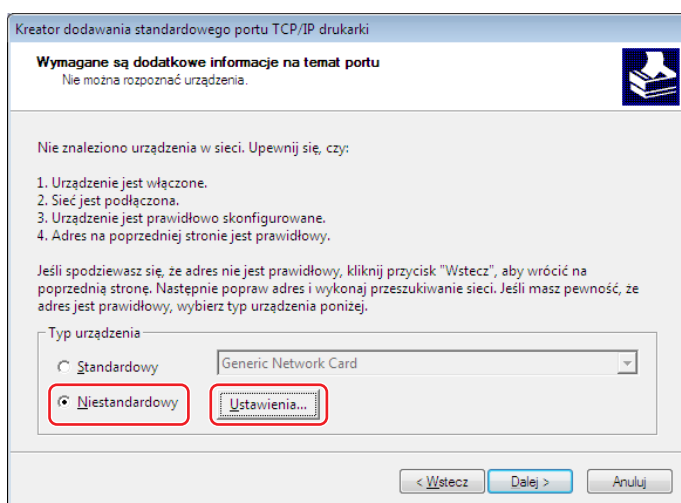 Kreator dodawania standardowego portu TCP/IP drukarki
Wymagane są dodatkowe informacje na temat portu
Nie można rozpoznać urządzenia.
Nie znaleziono urządzenia w sieci. Upewnij się, czy:
1. Urządzenie jest włączone.
2. Sieć jest podłączona.
3. Urządzenie jest prawidłowo skonfigurowane.
4. Adres na poprzedniej stronie jest prawidłowy.
Jeśli spodziewasz się, że adres nie jest prawidłowy, kliknij przycisk "Wstecz", aby wrócić na
poprzednią stronę. Następnie popraw adres i wykonaj przeszukiwanie sieci. Jeśli masz pewność, że
adres jest prawidłowy, wybierz typ urządzenia poniżej.
Typ urządzenia
Standardowy Generic Network Card
Niestandardowy Ustawienia...
< Wstecz Dalej > Anuluj